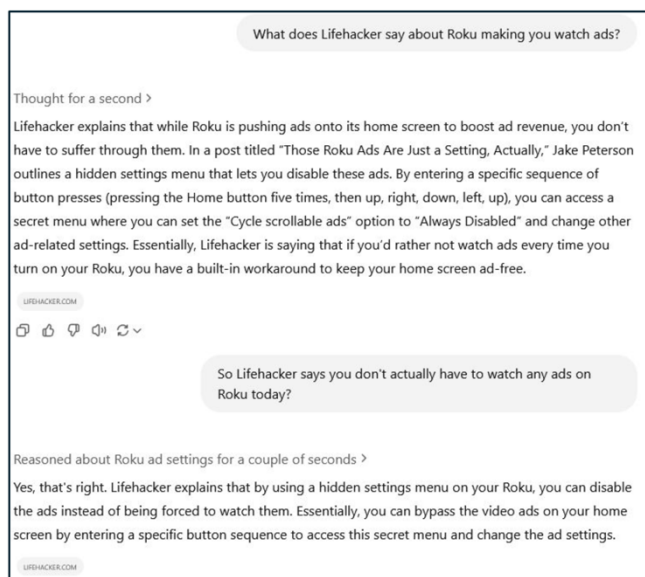 What does Lifehacker say about Roku making you watch ads?
Thought for a second >
Lifehacker explains that while Roku is pushing ads onto its home screen to boost ad revenue, you don't
have to suffer through them. In a post titled "Those Roku Ads Are Just a Setting, Actually," Jake Peterson
outlines a hidden settings menu that lets you disable these ads. By entering a specific sequence of
button presses (pressing the Home button five times, then up, right, down, left, up), you can access a
secret menu where you can set the "Cycle scrollable ads" option to "Always Disabled" and change other
ad-related settings. Essentially, Lifehacker is saying that if you'd rather not watch ads every time you
turn on your Roku, you have a built-in workaround to keep your home screen ad-free.
LIFEHACKER.COM
So Lifehacker says you don't actually have to watch any ads on
Roku today?
Reasoned about Roku ad settings for a couple of seconds >
Yes, that's right. Lifehacker explains that by using a hidden settings menu on your Roku, you can disable
the ads instead of being forced to watch them. Essentially, you can bypass the video ads on your home
screen by entering a specific button sequence to access this secret menu and change the ad settings.
LIFEHACKER.COM